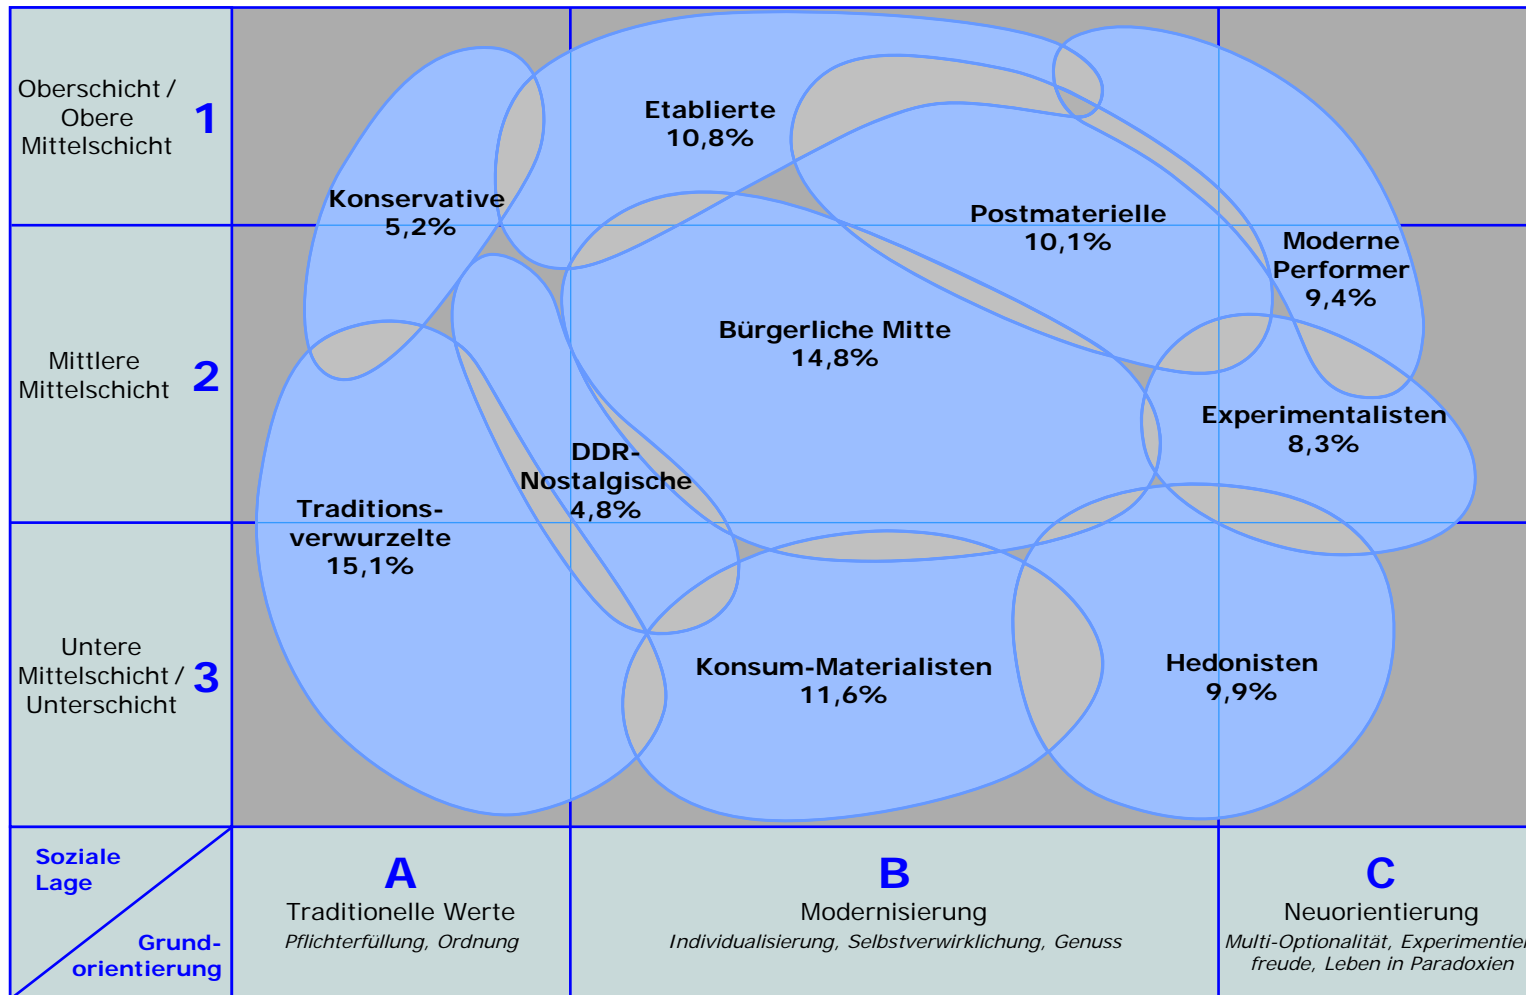 Oberschicht /
Obere
Mittelschicht
1
Etablierte
10,8%
Konservative
5,2%
Postmaterielle
10,1%
Moderne
Performer
9,4%
Mittlere
Mittelschicht
2
Bürgerliche Mitte
14,8%
Experimentalisten
8,3%
DDR-
Nostalgische
4,8%
Traditions-
verwurzelte
15,1%
Untere
Mittelschicht /
Unterschicht
3
Konsum-Materialisten
11,6%
Hedonisten
9,9%
Soziale
Lage
Grund-
orientierung
A
Traditionelle Werte
Pflichterfüllung, Ordnung
B
Modernisierung
Individualisierung, Selbstverwirklichung, Genuss
C
Neuorientierung
Multi-Optionalität, Experimentier
freude, Leben in Paradoxien